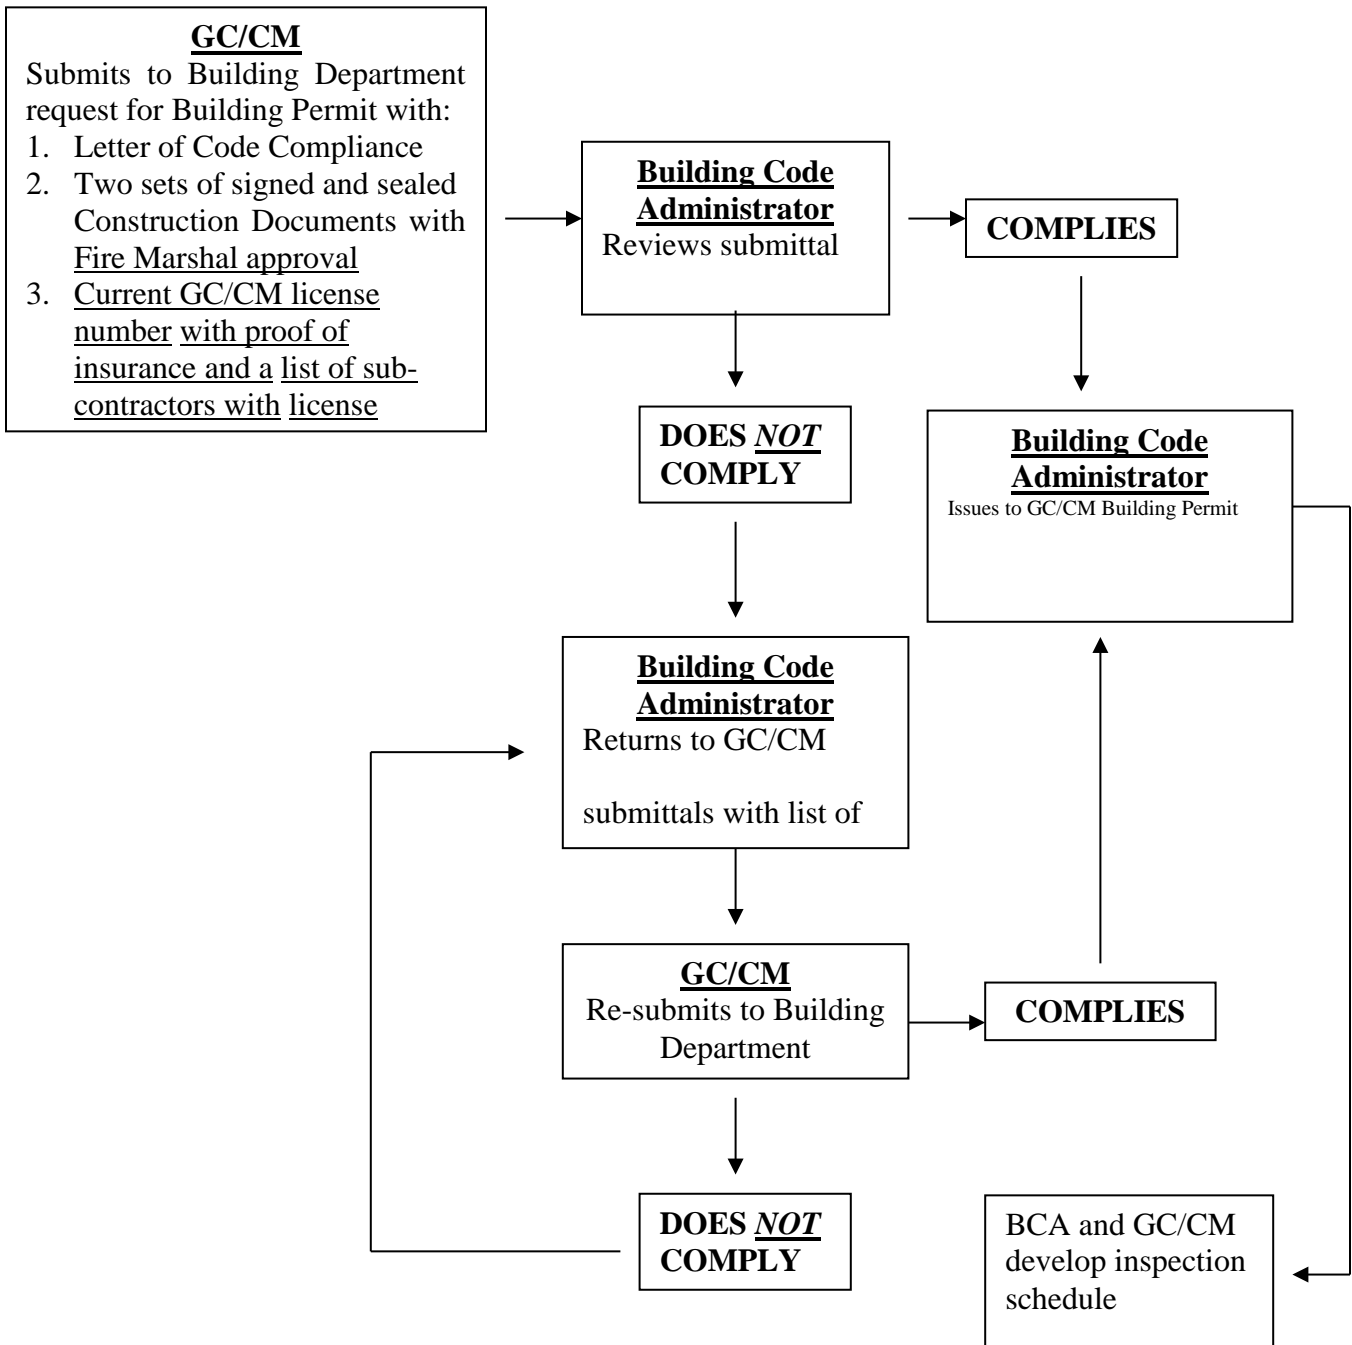 GC/CM
Submits to Building Department
request for Building Permit with:
1. Letter of Code Compliance
2. Two sets of signed and sealed
Construction Documents with
Fire Marshal approval
3. Current GC/CM license
number with proof of
insurance and a list of sub-
contractors with license
Building Code
Administrator
Reviews submittal
COMPLIES
DOES NOT
COMPLY
Building Code
Administrator
Issues to GC/CM Building Permit
Building Code
Administrator
Returns to GC/CM
submittals with list of
GC/CM
Re-submits to Building
Department
COMPLIES
DOES NOT
COMPLY
BCA and GC/CM
develop inspection
schedule